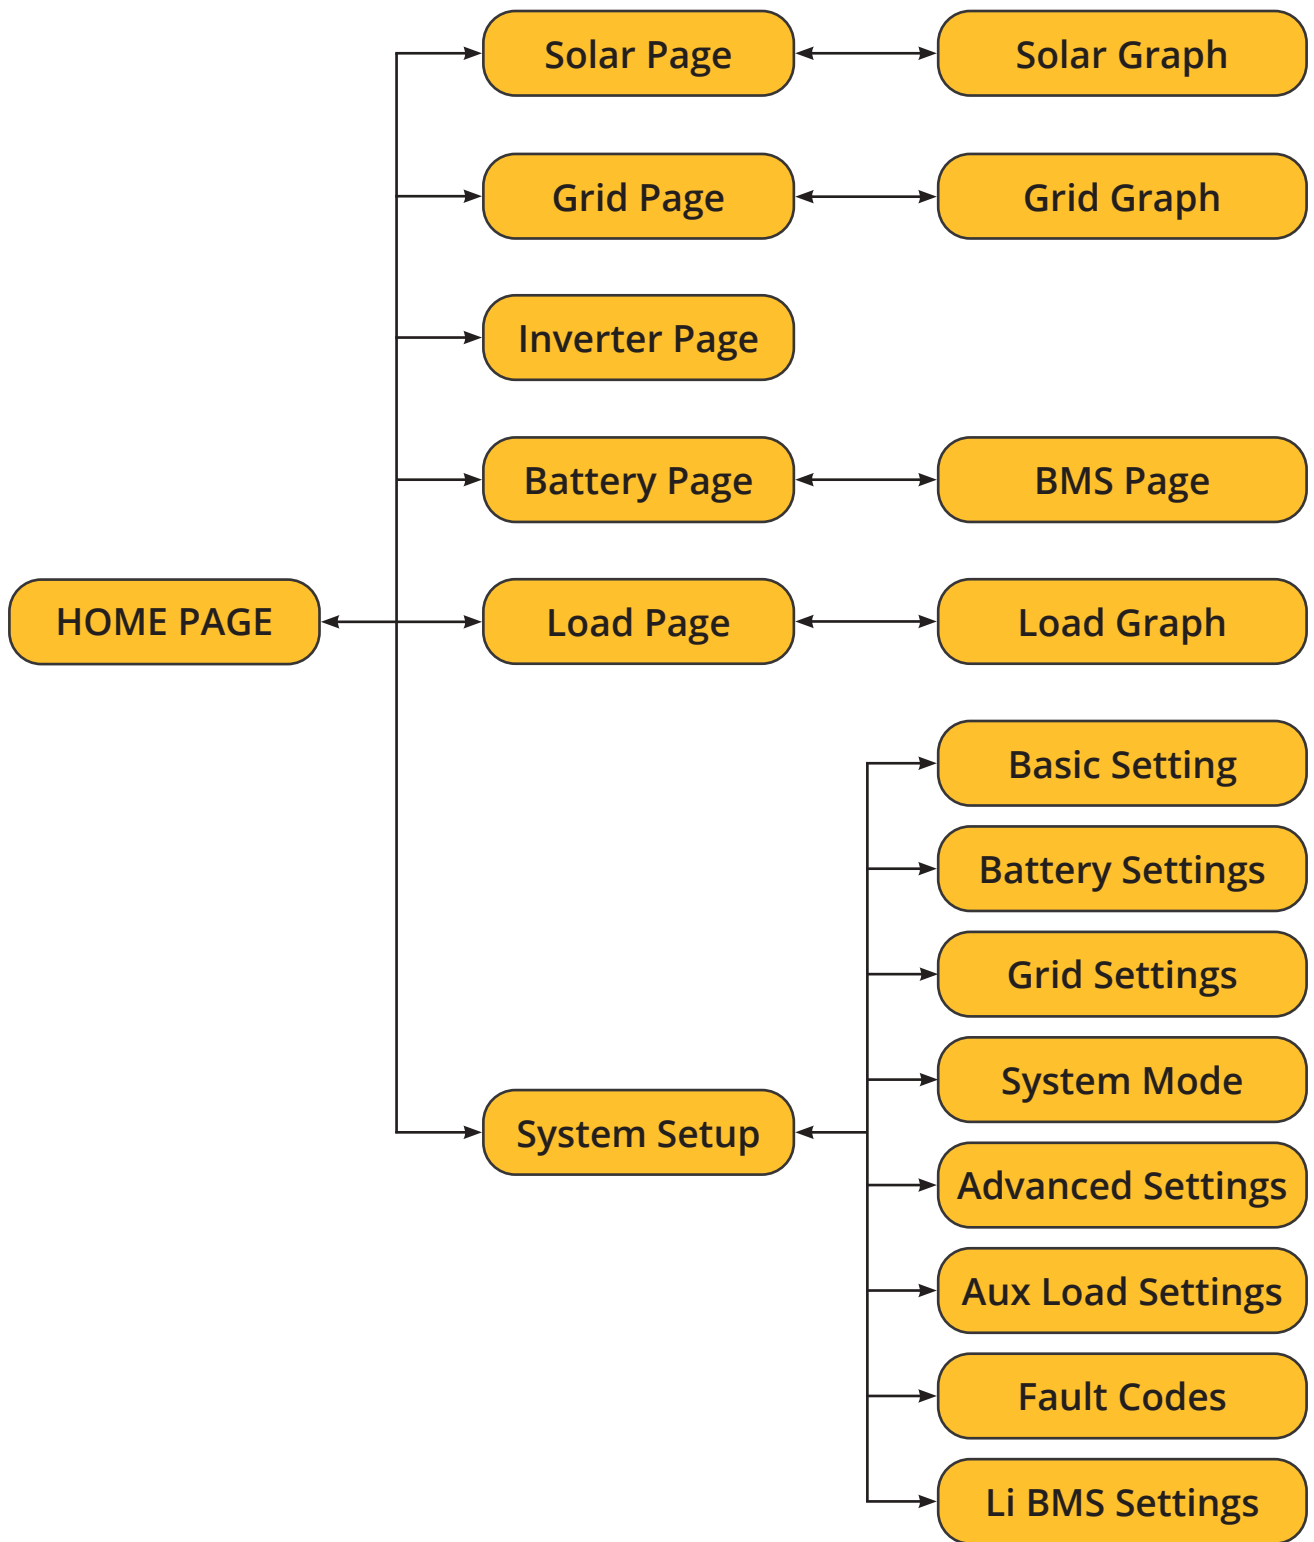 Solar Page
Solar Graph
Grid Page
Grid Graph
Inverter Page
Battery Page
BMS Page
HOME PAGE
Load Page
Load Graph
Basic Setting
Battery Settings
Grid Settings
System Mode
System Setup
Advanced Settings
Aux Load Settings
Fault Codes
Li BMS Settings